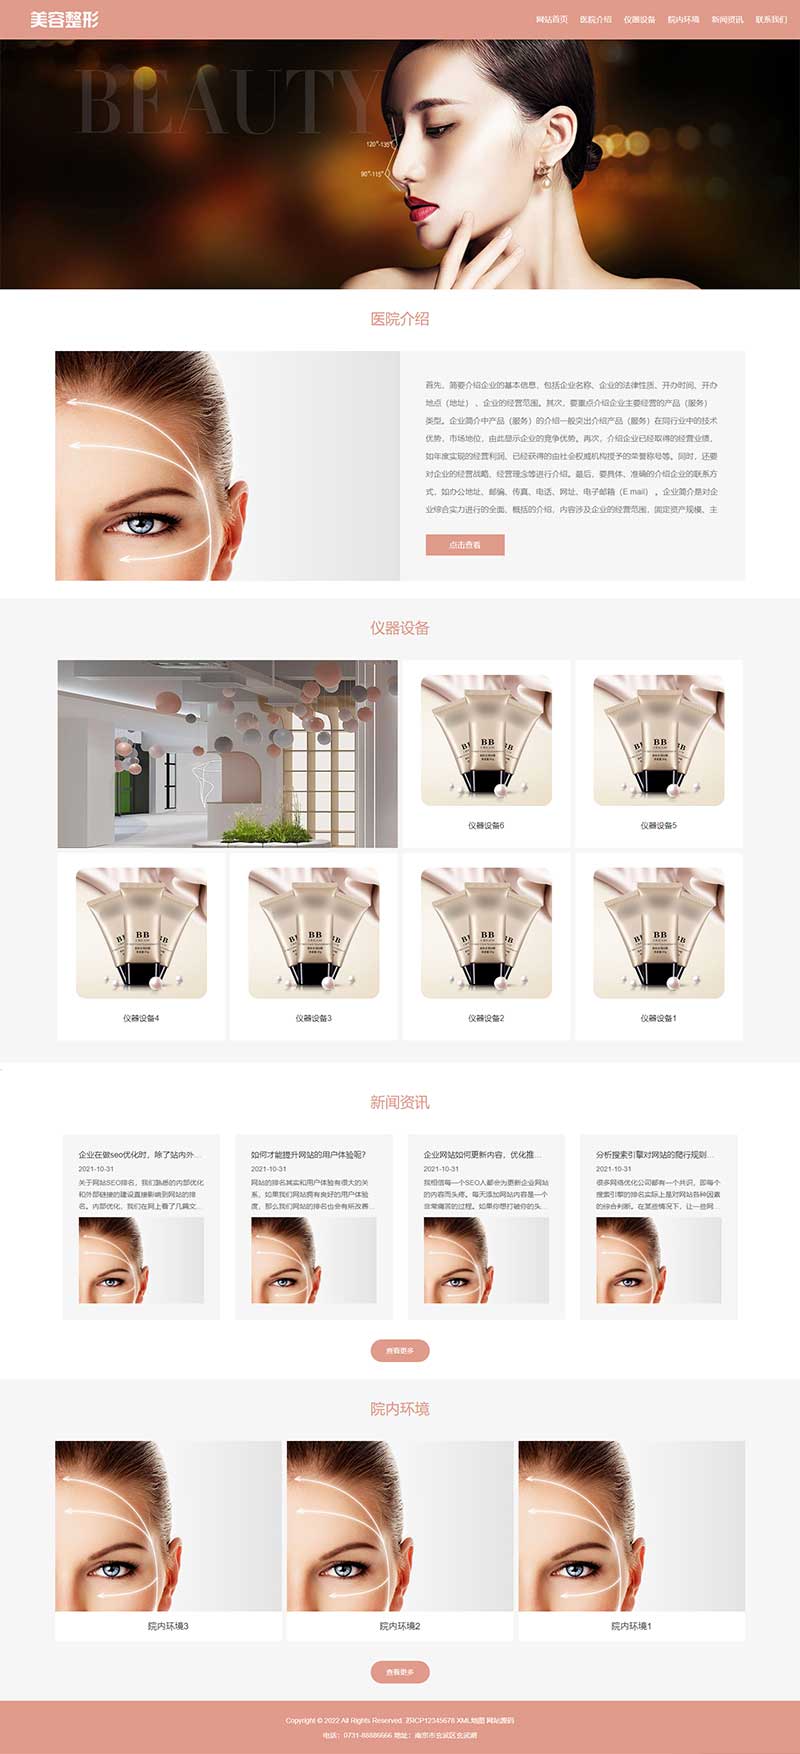 美容整形
网站首页 医院介绍 仪器设备 院内环境 新闻资讯 联系我们
BEAUTY
120°-135°
90°-115°
医院介绍
首先，简要介绍企业的基本信息，包括企业名称、企业的法律性质、开办时间、开办
地点（地址）、企业的经营范围。其次，要重点介绍企业主要经营的产品（服务）
类型。企业简介中产品（服务）的介绍一般突出介绍产品（服务）在同行业中的技术
优势，市场地位，由此显示企业的竞争优势。再次，介绍企业已经取得的经营业绩，
如年度实现的经营利润、已经获得的由社会权威机构授予的荣誉称号等。同时，还要
对企业的经营战略、经营理念等进行介绍。最后，要具体、准确的介绍企业的联系方
式，如办公地址、邮编、传真、电话、网址、电子邮箱（E mail）。企业简介是对企
业综合实力进行的全面、概括的介绍，内容涉及企业的经营范围，固定资产规模、主
点击查看
仪器设备
BB
CREAM
BB
CREAM
仪器设备6
仪器设备5
BB
CREAM
BB
CREAM
BB
CREAM
BB
CREAM
仪器设备4
仪器设备3
仪器设备2
仪器设备1
新闻资讯
企业在做seo优化时，除了站内外...
2021-10-31
关于网站SEO排名，我们熟悉的内部优化
和外部链接的建设直接影响到网站的排
名。内部优化，我们在网上看了几篇文...
如何才能提升网站的用户体验呢?
2021-10-31
网站的排名其实和用户体验有很大的关
系，如果我们网站拥有良好的用户体验
度，那么我们网站的排名也会有所改善...
企业网站如何更新内容，优化推...
2021-10-31
我相信每一个SEO人都会为更新企业网站
的内容而头疼。每天添加网站内容是一个
非常痛苦的过程。如果你想打破你的头...
分析搜索引擎对网站的爬行规则...
2021-10-31
很多网络优化公司都有一个共识，即每个
搜索引擎的排名实际上是对网站各种因素
的综合判断。在某些情况下，让一些网...
查看更多
院内环境
院内环境3
院内环境2
院内环境1
查看更多
Copyright © 2022 All Rights Reserved. 苏ICP12345678 XML地图 网站源码
电话：0731-88886666 地址：南京市玄武区玄武湖